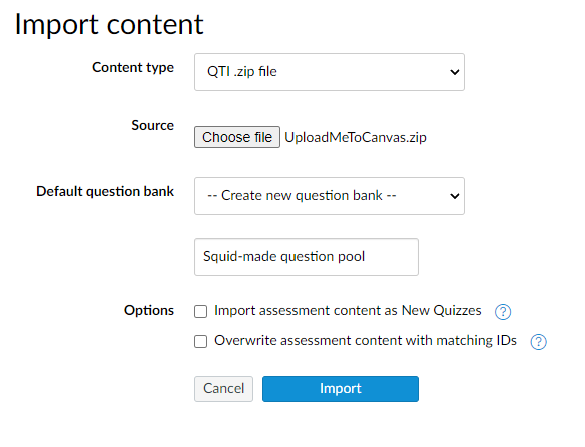 Import content
Content type
QTI .zip file
Source
Choose file UploadMeToCanvas.zip
Default question bank
-- Create new question bank --
Squid-made question pool
Options
Import assessment content as New Quizzes ?
Overwrite assessment content with matching IDs ?
Cancel Import